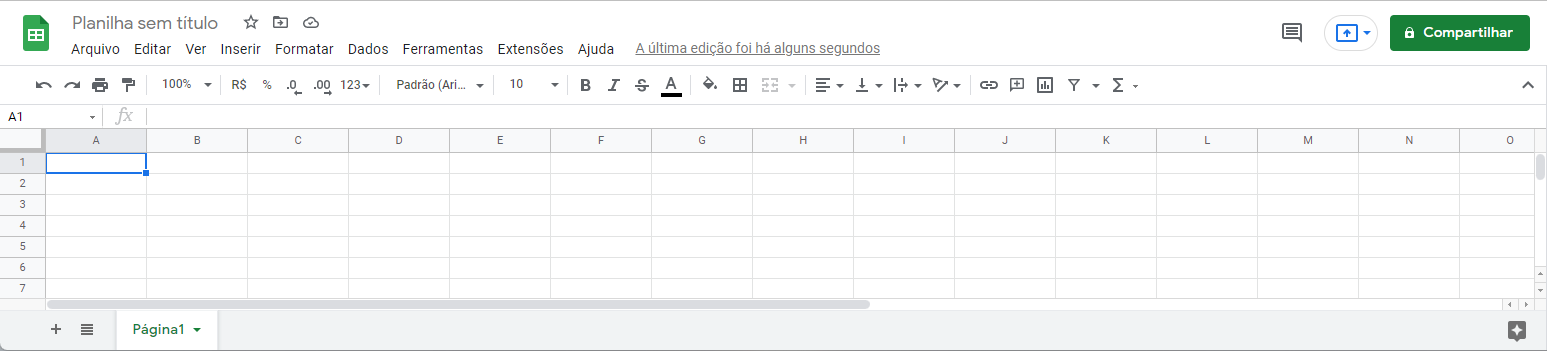 Planilha sem título
Arquivo Editar Ver Inserir Formatar Dados Ferramentas Extensões Ajuda A última edição foi há alguns segundos
Compartilhar
100% R$ % .0 .00 123 Padrão (Ari... 10 B I S A Σ
A1 fx
A B C D E F G H I J K L M N O
1
2
3
4
5
6
7
+ Página1